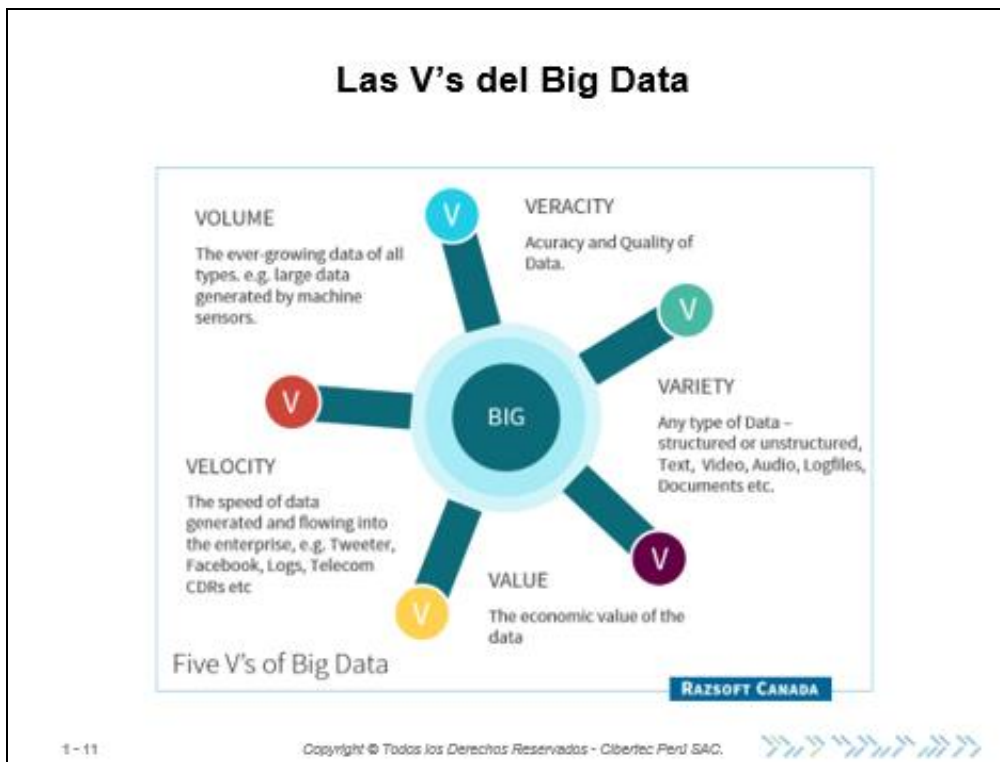 Las V's del Big Data
VOLUME
The ever-growing data of all
types. e.g. large data
generated by machine
sensors.
V
VERACITY
Acuracy and Quality of
Data.
V
VARIETY
Any type of Data –
structured or unstructured,
Text, Video, Audio, Logfiles,
Documents etc.
V
BIG
VELOCITY
The speed of data
generated and flowing into
the enterprise, e.g. Tweeter,
Facebook, Logs, Telecom
CDRs etc
V
VALUE
The economic value of the
data
V
Five V's of Big Data
RAZSOFT CANADA
1 - 11
Copyright © Todos los Derechos Reservados - Cibertec Perú SAC.